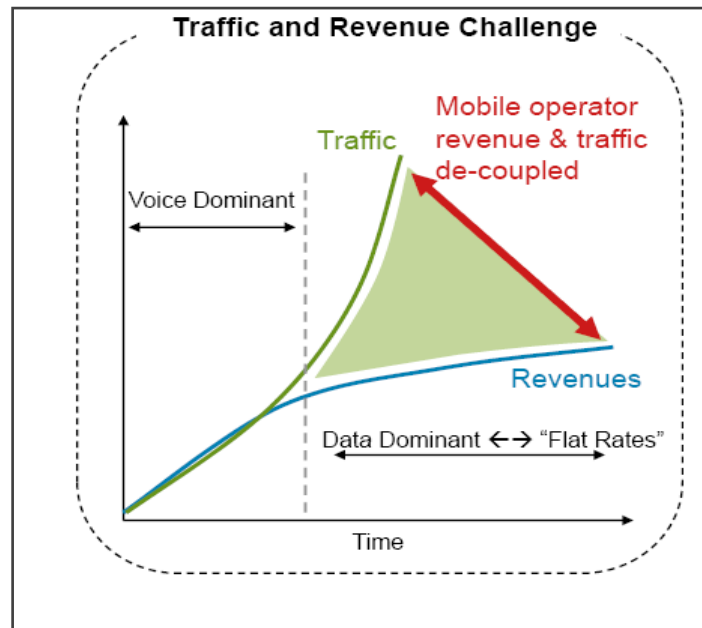 Traffic and Revenue Challenge
Mobile operator
revenue & traffic
de-coupled
Traffic
Voice Dominant
Revenues
Data Dominant ←→ “Flat Rates”
Time